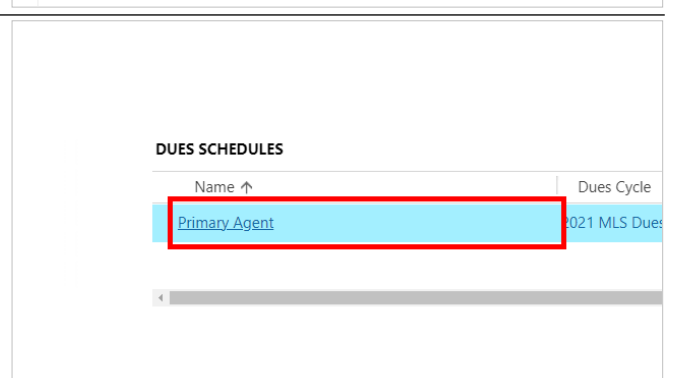 DUES SCHEDULES
Name ↑ Dues Cycle
Primary Agent 2021 MLS Dues